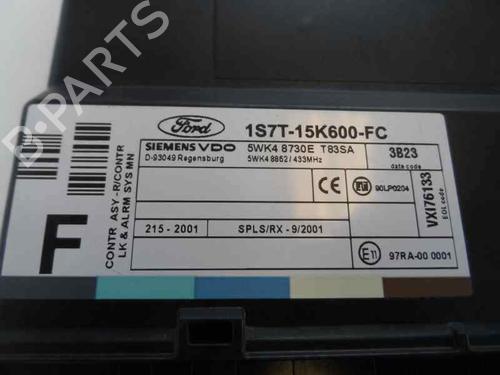 Ford
1S7T-15K600-FC
SIEMENS VDO
5WK4 8730E T83SA
D-93049 Regensburg
5WK4 8852/433MHz
3B23
date code
CE
90LP0204
VX176133
EOL code
215 - 2001
SPLS/RX - 9/2001
E11
97RA-00 0001
F
CONTR ASY -R/CONTR
LK & ALRM SYS MN
B-PARTS